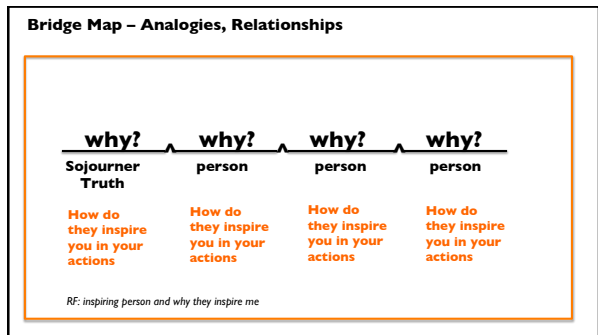 Bridge Map – Analogies, Relationships
why? why? why? why?
Sojourner Truth
person
person
person
How do
they inspire
you in your
actions
How do
they inspire
you in your
actions
How do
they inspire
you in your
actions
How do
they inspire
you in your
actions
RF: inspiring person and why they inspire me